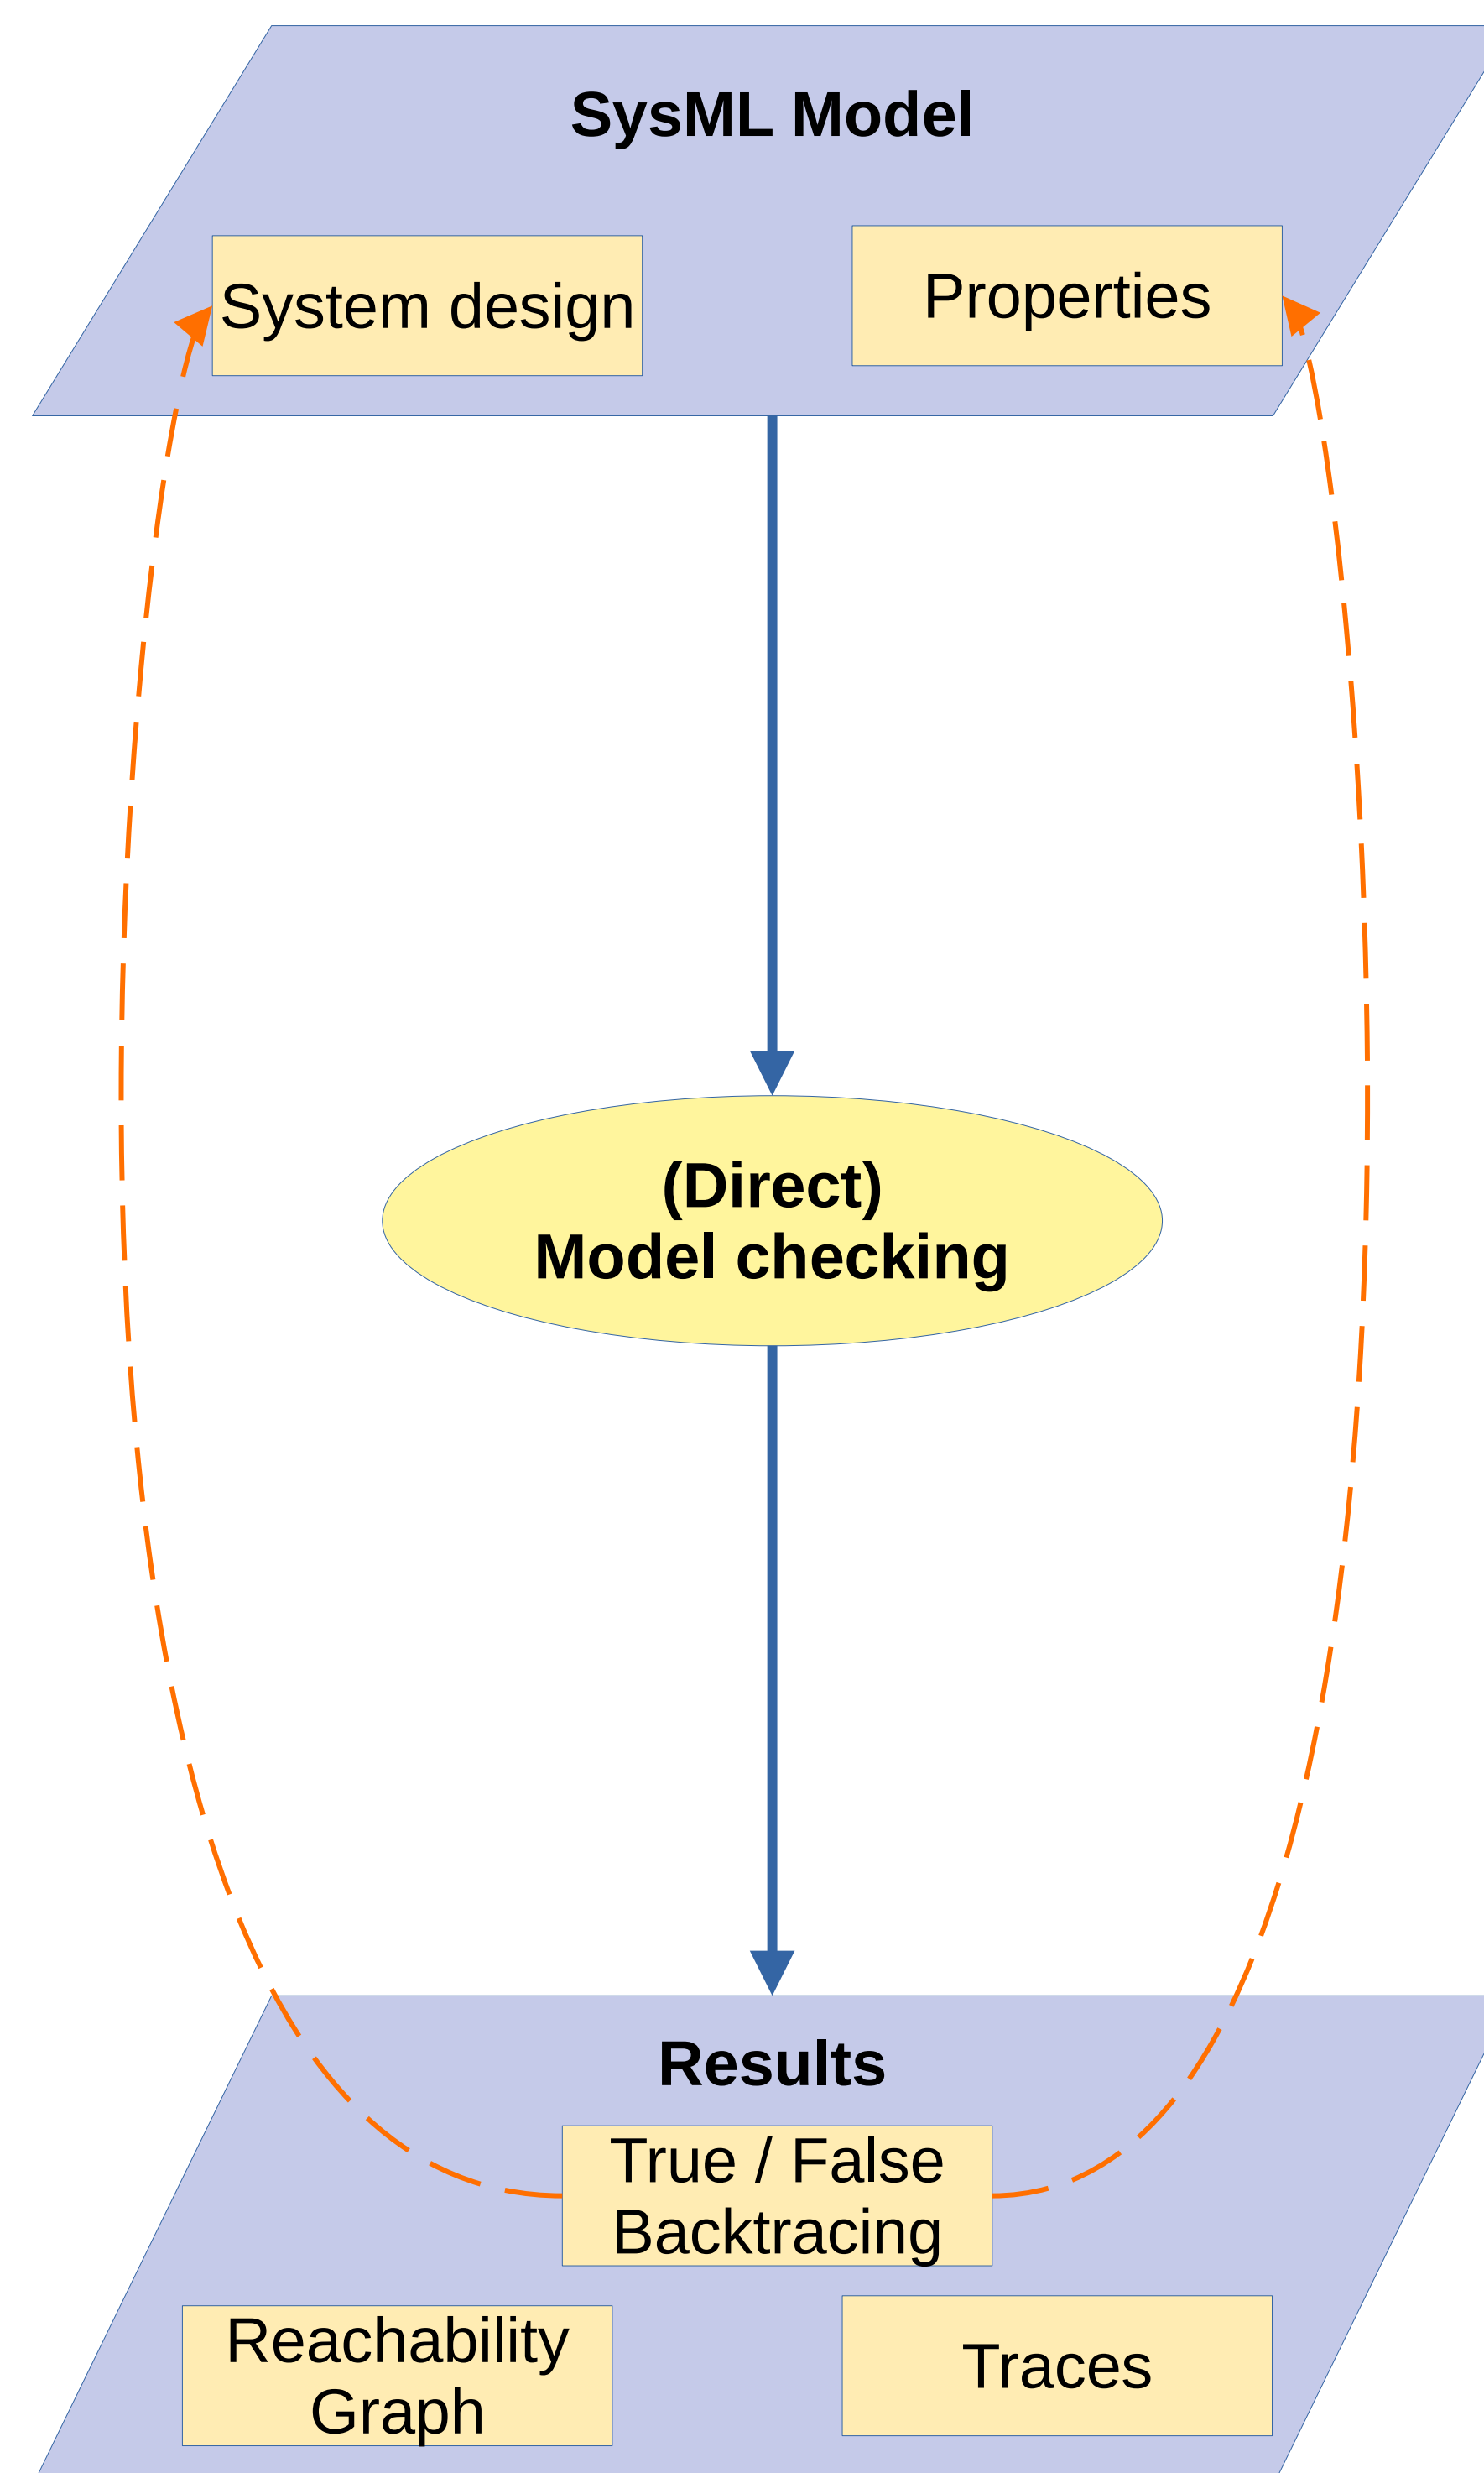 SysML Model
System design
Properties
(Direct)
Model checking
Results
True / False
Backtracing
Reachability
Graph
Traces